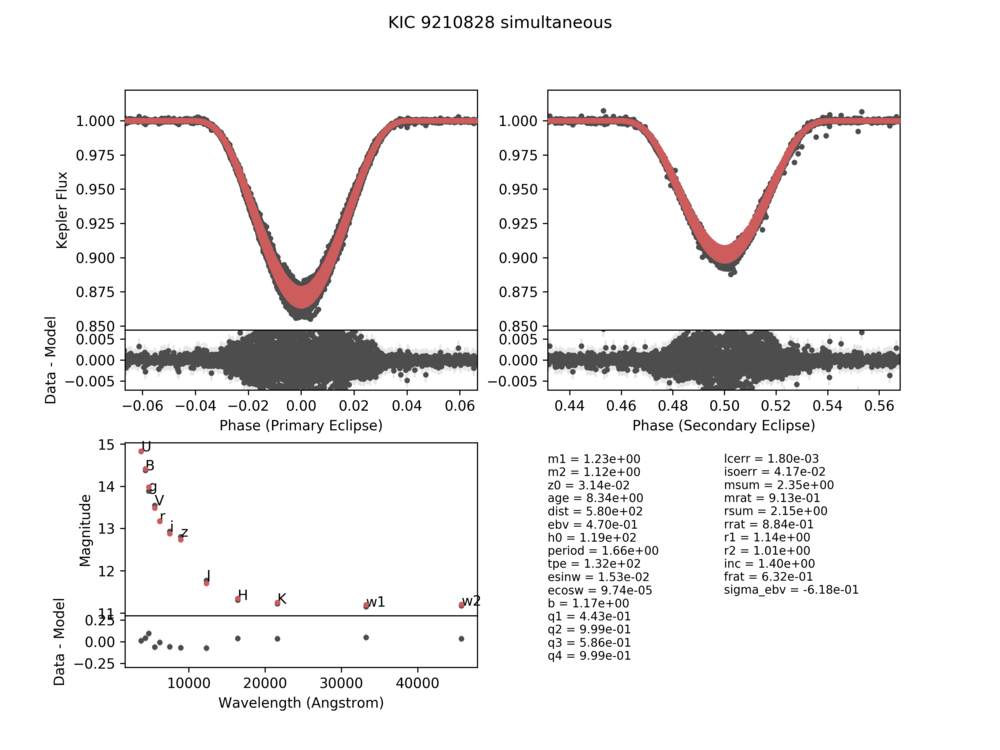 KIC 9210828 simultaneous
Kepler Flux
1.000
0.975
0.950
0.925
0.900
0.875
0.850
1.000
0.975
0.950
0.925
0.900
0.875
0.850
Data - Model
0.005
0.000
−0.005
0.005
0.000
−0.005
−0.06 −0.04 −0.02 0.00 0.02 0.04 0.06
Phase (Primary Eclipse)
0.44 0.46 0.48 0.50 0.52 0.54 0.56
Phase (Secondary Eclipse)
Magnitude
15
14
13
12
11
U
B
g
V
r
i
z
J
H
K
w1
w2
Data - Model
0.25
0.00
−0.25
10000 20000 30000 40000
Wavelength (Angstrom)
m1 = 1.23e+00
m2 = 1.12e+00
z0 = 3.14e-02
age = 8.34e+00
dist = 5.80e+02
ebv = 4.70e-01
h0 = 1.19e+02
period = 1.66e+00
tpe = 1.32e+02
esinw = 1.53e-02
ecosw = 9.74e-05
b = 1.17e+00
q1 = 4.43e-01
q2 = 9.99e-01
q3 = 5.86e-01
q4 = 9.99e-01
lcerr = 1.80e-03
isoerr = 4.17e-02
msum = 2.35e+00
mrat = 9.13e-01
rsum = 2.15e+00
rrat = 8.84e-01
r1 = 1.14e+00
r2 = 1.01e+00
inc = 1.40e+00
frat = 6.32e-01
sigma_ebv = -6.18e-01